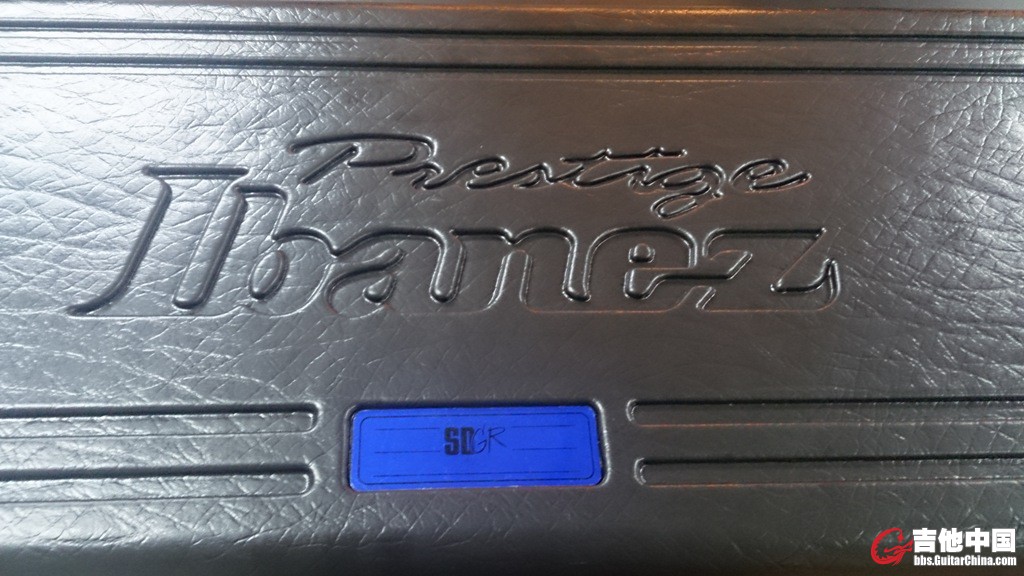 Prestige
Ibanez
SDGR
吉他中国
bbs.GuitarChina.com